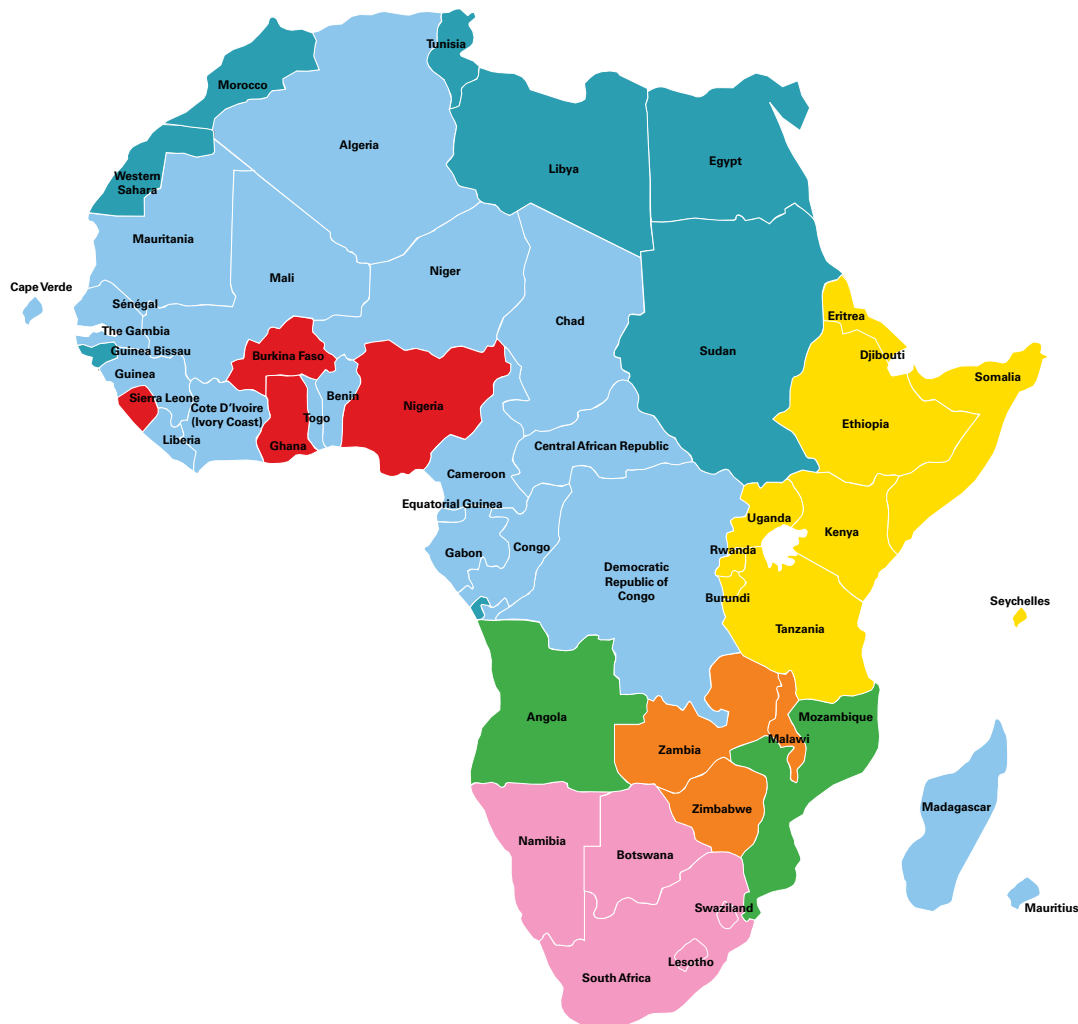 Tunisia
Morocco
Algeria
Libya
Egypt
Western
Sahara
Mauritania
Mali
Niger
Chad
Sudan
Cape Verde
Sénégal
The Gambia
Guinea Bissau
Guinea
Sierra Leone
Liberia
Cote D'Ivoire
(Ivory Coast)
Burkina Faso
Ghana
Togo
Benin
Nigeria
Eritrea
Djibouti
Somalia
Ethiopia
Central African Republic
Cameroon
Equatorial Guinea
Gabon
Congo
Democratic
Republic of
Congo
Uganda
Kenya
Rwanda
Burundi
Tanzania
Seychelles
Angola
Zambia
Malawi
Mozambique
Zimbabwe
Madagascar
Mauritius
Namibia
Botswana
Swaziland
Lesotho
South Africa